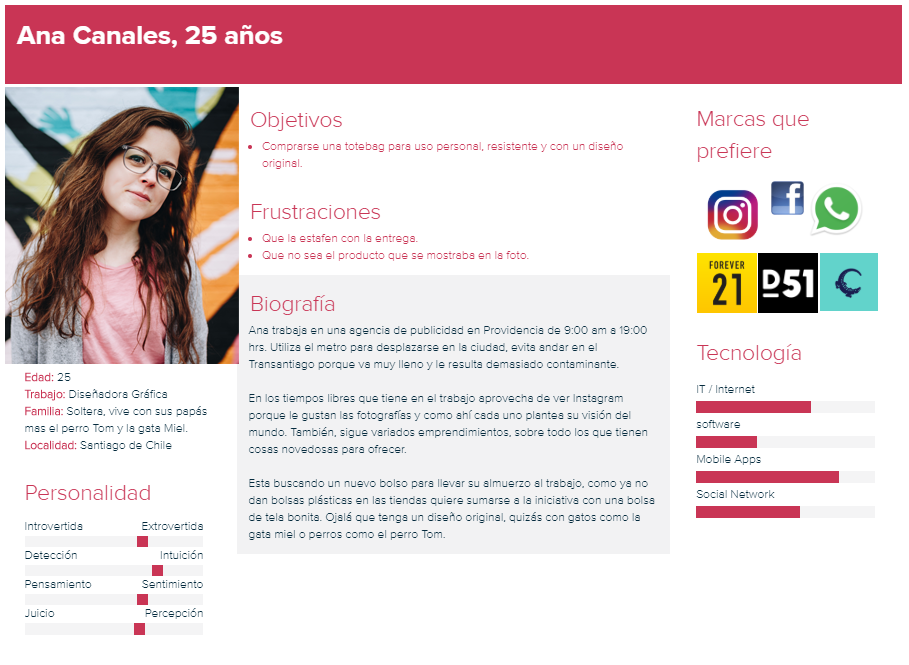 Ana Canales, 25 años
Edad: 25
Trabajo: Diseñadora Gráfica
Familia: Soltera, vive con sus papás
mas el perro Tom y la gata Miel.
Localidad: Santiago de Chile
Personalidad
Introvertida Extrovertida
Detección Intuición
Pensamiento Sentimiento
Juicio Percepción
Objetivos
Comprarse una totebag para uso personal, resistente y con un diseño
original.
Frustraciones
Que la estafen con la entrega.
Que no sea el producto que se mostraba en la foto.
Biografía
Ana trabaja en una agencia de publicidad en Providencia de 9:00 am a 19:00
hrs. Utiliza el metro para desplazarse en la ciudad, evita andar en el
Transantiago porque va muy lleno y le resulta demasiado contaminante.
En los tiempos libres que tiene en el trabajo aprovecha de ver Instagram
porque le gustan las fotografías y como ahí cada uno plantea su visión del
mundo. También, sigue variados emprendimientos, sobre todo los que tienen
cosas novedosas para ofrecer.
Esta buscando un nuevo bolso para llevar su almuerzo al trabajo, como ya no
dan bolsas plásticas en las tiendas quiere sumarse a la iniciativa con una bolsa
de tela bonita. Ojalá que tenga un diseño original, quizás con gatos como la
gata miel o perros como el perro Tom.
Marcas que
prefiere
f
FOREVER
21
D51
Tecnología
IT / Internet
software
Mobile Apps
Social Network